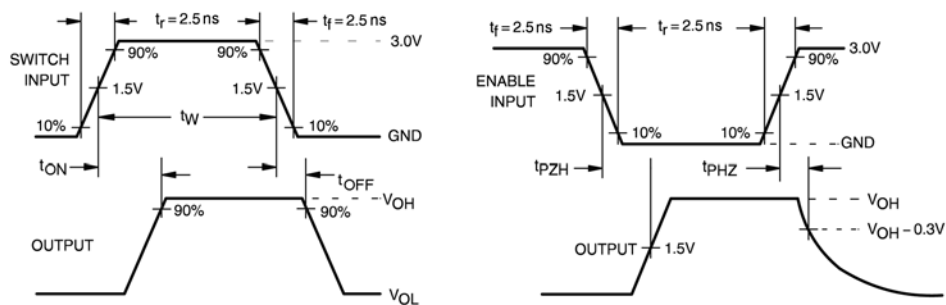 tr = 2.5 ns
tf = 2.5 ns
SWITCH
INPUT
90%
90%
3.0V
1.5V
1.5V
tW
10%
10%
GND
tON
tOFF
VOH
90%
90%
OUTPUT
VOL
tf = 2.5 ns
tr = 2.5 ns
3.0V
90%
90%
ENABLE
INPUT
1.5V
1.5V
10%
10%
GND
tPZH
tPHZ
VOH
VOH – 0.3V
OUTPUT
1.5V